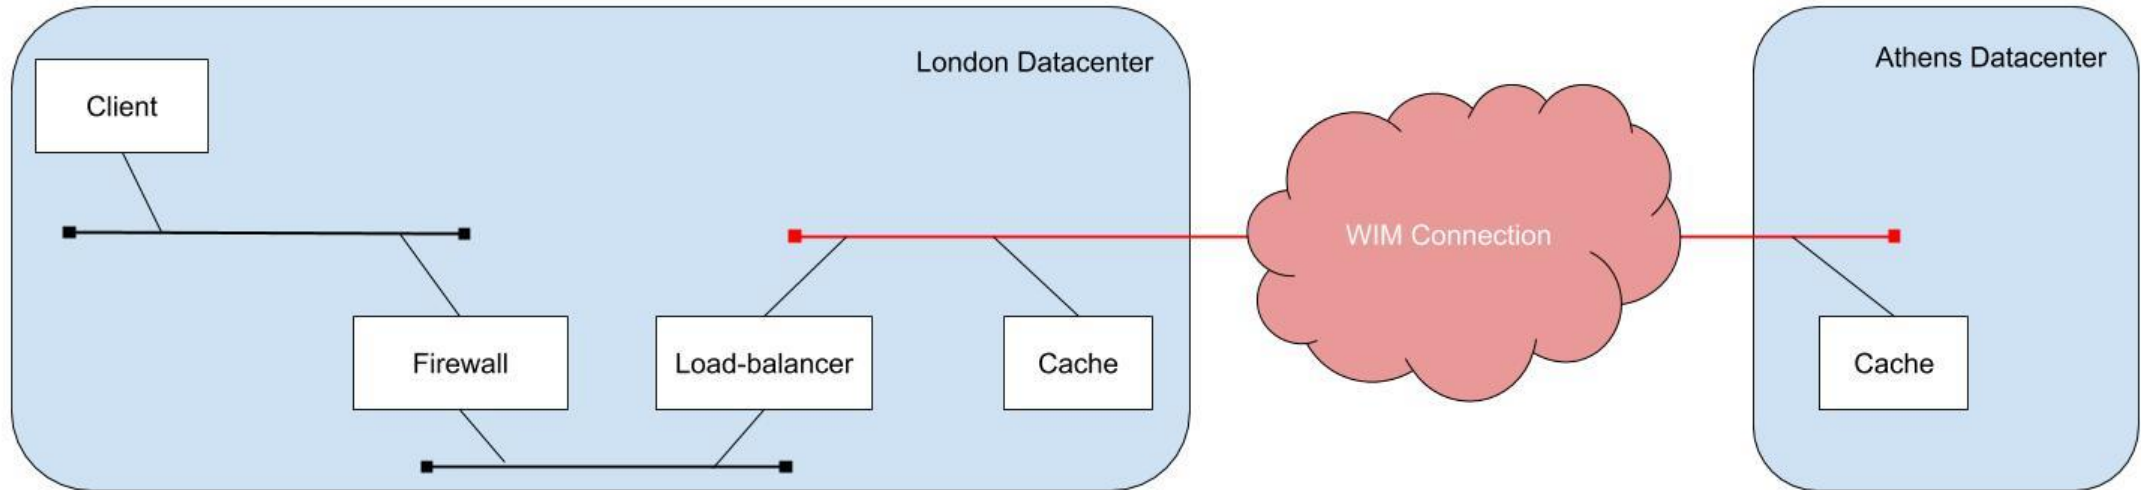 London Datacenter
Athens Datacenter
Client
WIM Connection
Firewall
Load-balancer
Cache
Cache